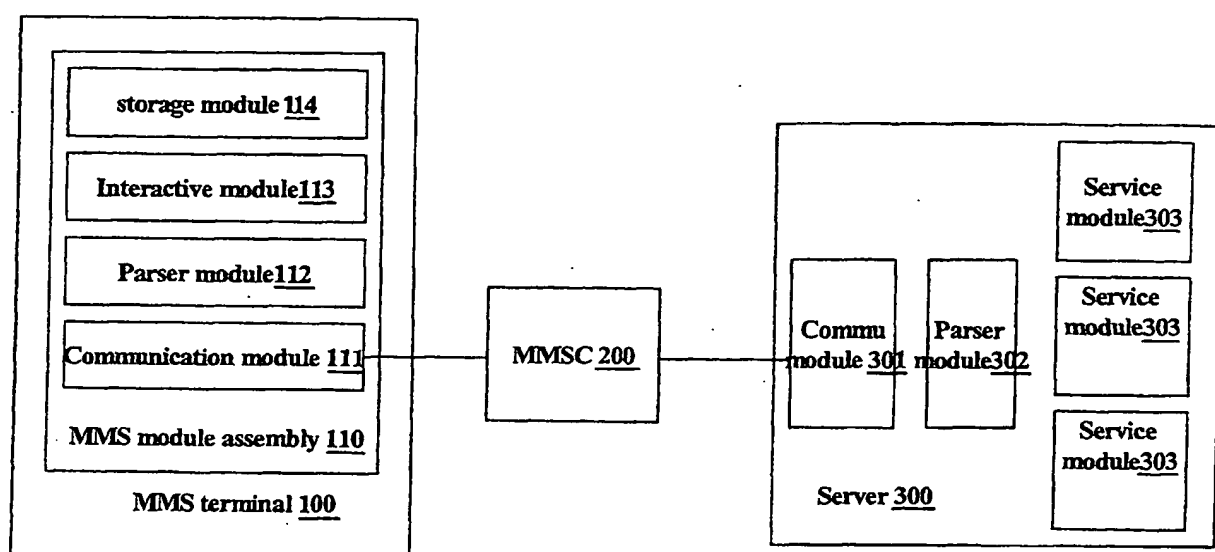 storage module 114
Interactive module113
Parser module112
Communication module 111
MMS module assembly 110
MMS terminal 100
MMSC 200
Commu
module 301
Parser
module302
Service
module303
Service
module303
Service
module303
Server 300